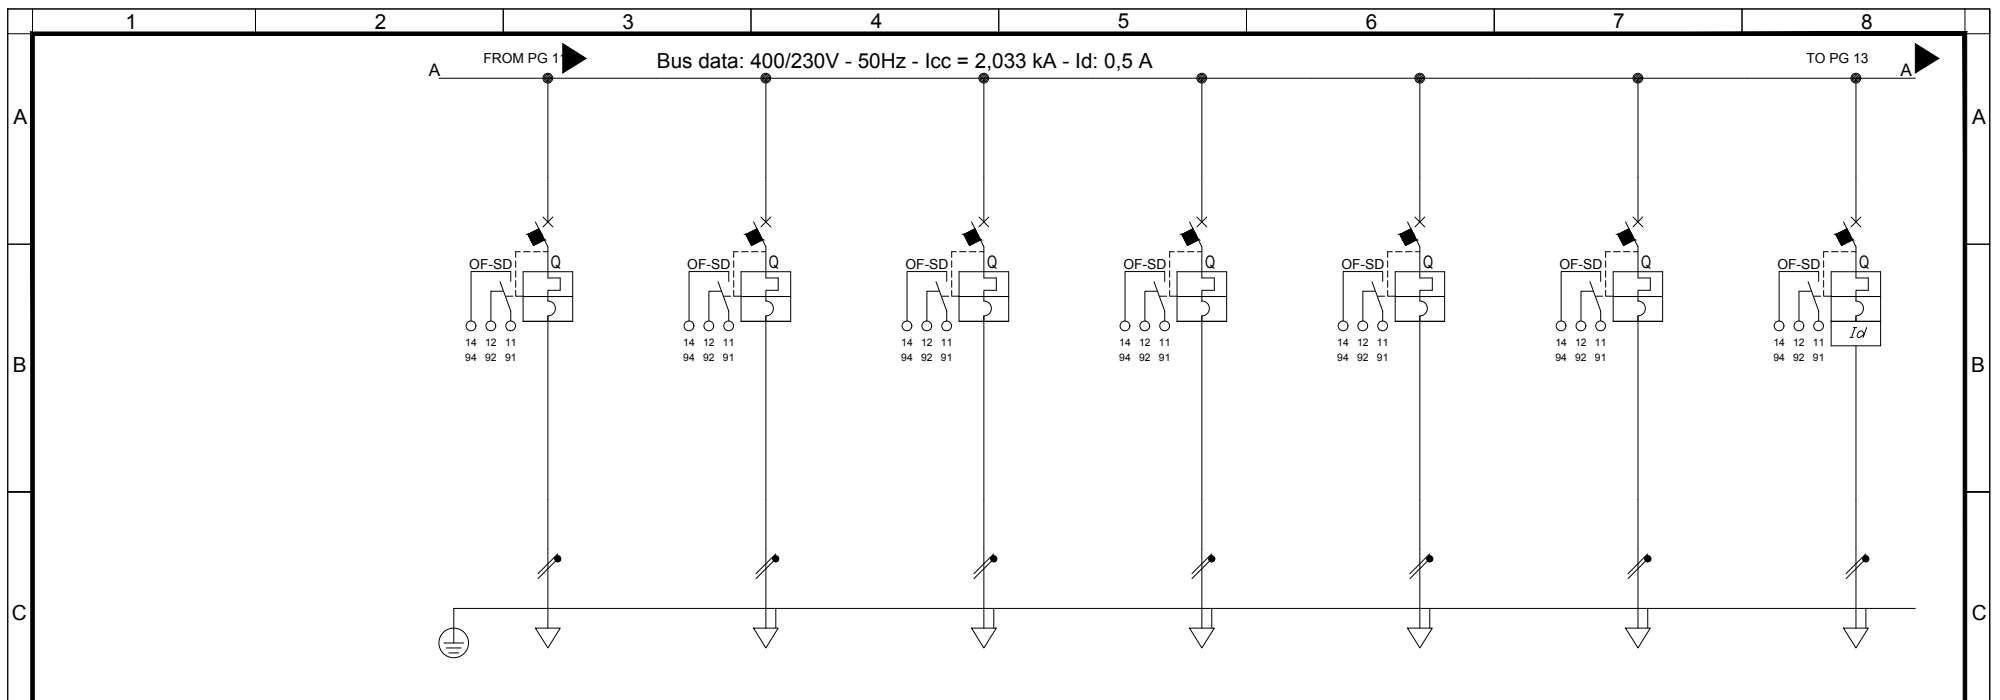 1 2 3 4 5 6 7 8
FROM PG 11 Bus data: 400/230V - 50Hz - Icc = 2,033 kA - Id: 0,5 A TO PG 13
A A
A A
OF-SD Q OF-SD Q OF-SD Q OF-SD Q OF-SD Q OF-SD Q OF-SD Q
Id
14 12 11 14 12 11 14 12 11 14 12 11 14 12 11 14 12 11 14 12 11
94 92 91 94 92 91 94 92 91 94 92 91 94 92 91 94 92 91 94 92 91
B B
C C